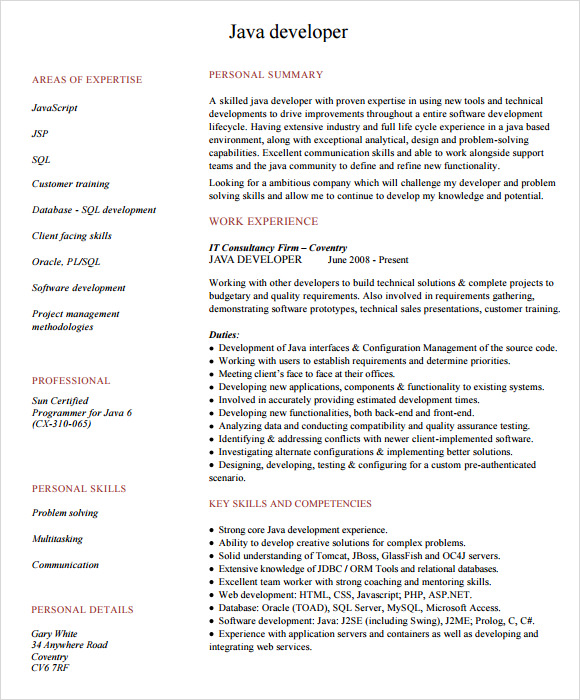 Java developer
AREAS OF EXPERTISE
JavaScript
JSP
SQL
Customer training
Database - SQL development
Client facing skills
Oracle, PL/SQL
Software development
Project management
methodologies
PROFESSIONAL
Sun Certified
Programmer for Java 6
(CX-310-065)
PERSONAL SKILLS
Problem solving
Multitasking
Communication
PERSONAL DETAILS
Gary White
34 Anywhere Road
Coventry
CV6 7RF
PERSONAL SUMMARY
A skilled java developer with proven expertise in using new tools and technical
developments to drive improvements throughout a entire software development
lifecycle. Having extensive industry and full life cycle experience in a java based
environment, along with exceptional analytical, design and problem-solving
capabilities. Excellent communication skills and able to work alongside support
teams and the java community to define and refine new functionality.
Looking for a ambitious company which will challenge my developer and problem
solving skills and allow me to continue to develop my knowledge and potential.
WORK EXPERIENCE
IT Consultancy Firm – Coventry
JAVA DEVELOPER June 2008 - Present
Working with other developers to build technical solutions & complete projects to
budgetary and quality requirements. Also involved in requirements gathering,
demonstrating software prototypes, technical sales presentations, customer training.
Duties:
● Development of Java interfaces & Configuration Management of the source code.
● Working with users to establish requirements and determine priorities.
● Meeting client's face to face at their offices.
● Developing new applications, components & functionality to existing systems.
● Involved in accurately providing estimated development times.
● Developing new functionalities, both back-end and front-end.
● Analyzing data and conducting compatibility and quality assurance testing.
● Identifying & addressing conflicts with newer client-implemented software.
● Investigating alternate configurations & implementing better solutions.
● Designing, developing, testing & configuring for a custom pre-authenticated
scenario.
KEY SKILLS AND COMPETENCIES
● Strong core Java development experience.
● Ability to develop creative solutions for complex problems.
● Solid understanding of Tomcat, JBoss, GlassFish and OC4J servers.
● Extensive knowledge of JDBC / ORM Tools and relational databases.
● Excellent team worker with strong coaching and mentoring skills.
● Web development: HTML, CSS, Javascript; PHP, ASP.NET.
● Database: Oracle (TOAD), SQL Server, MySQL, Microsoft Access.
● Software development: Java: J2SE (including Swing), J2ME; Prolog, C, C#.
● Experience with application servers and containers as well as developing and
integrating web services.